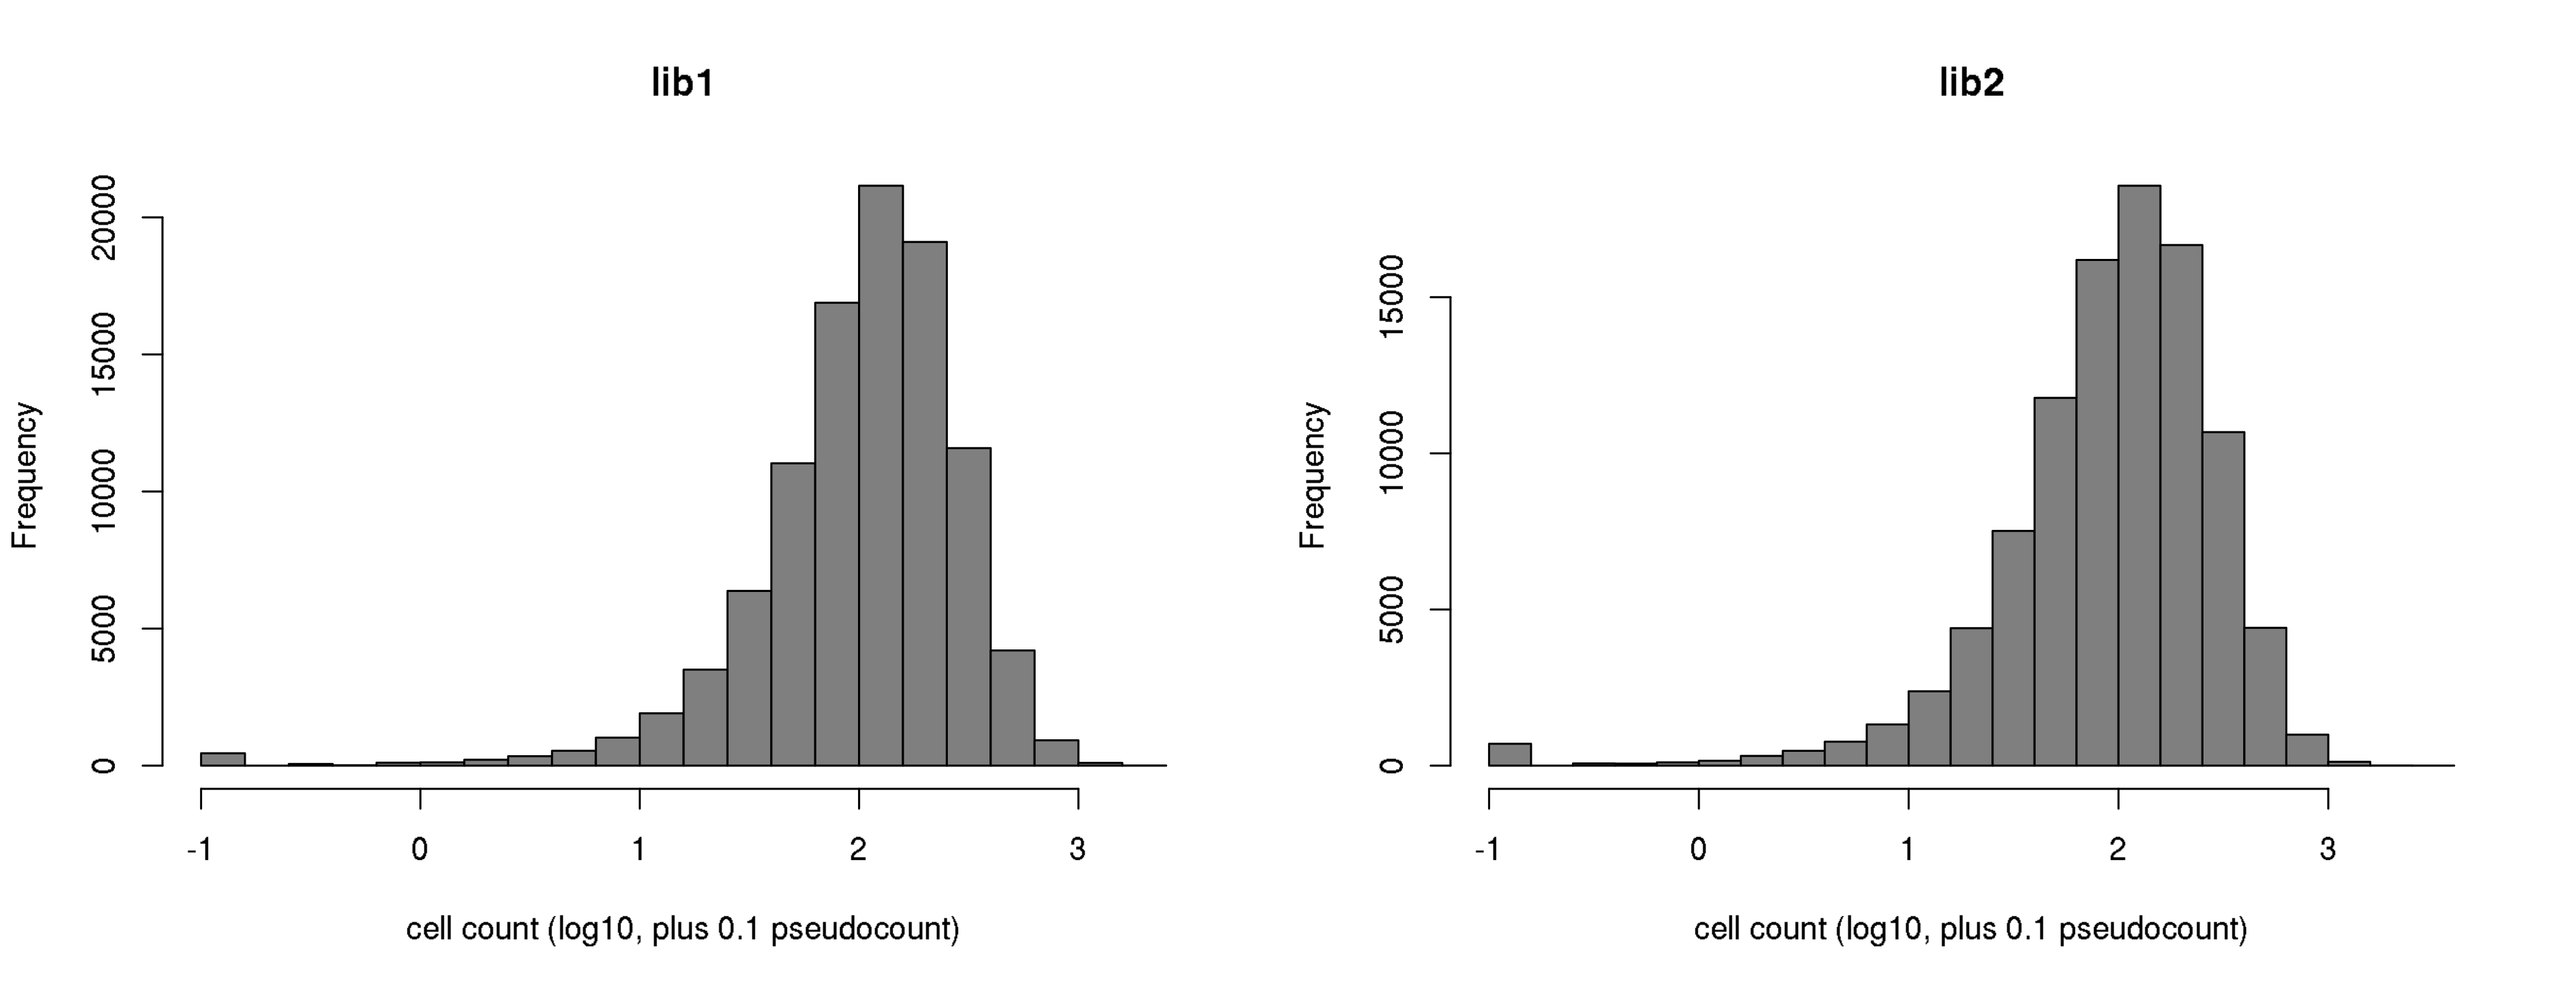 lib1
Frequency
20000
15000
10000
5000
0
-1 0 1 2 3
cell count (log10, plus 0.1 pseudocount)
lib2
Frequency
15000
10000
5000
0
-1 0 1 2 3
cell count (log10, plus 0.1 pseudocount)